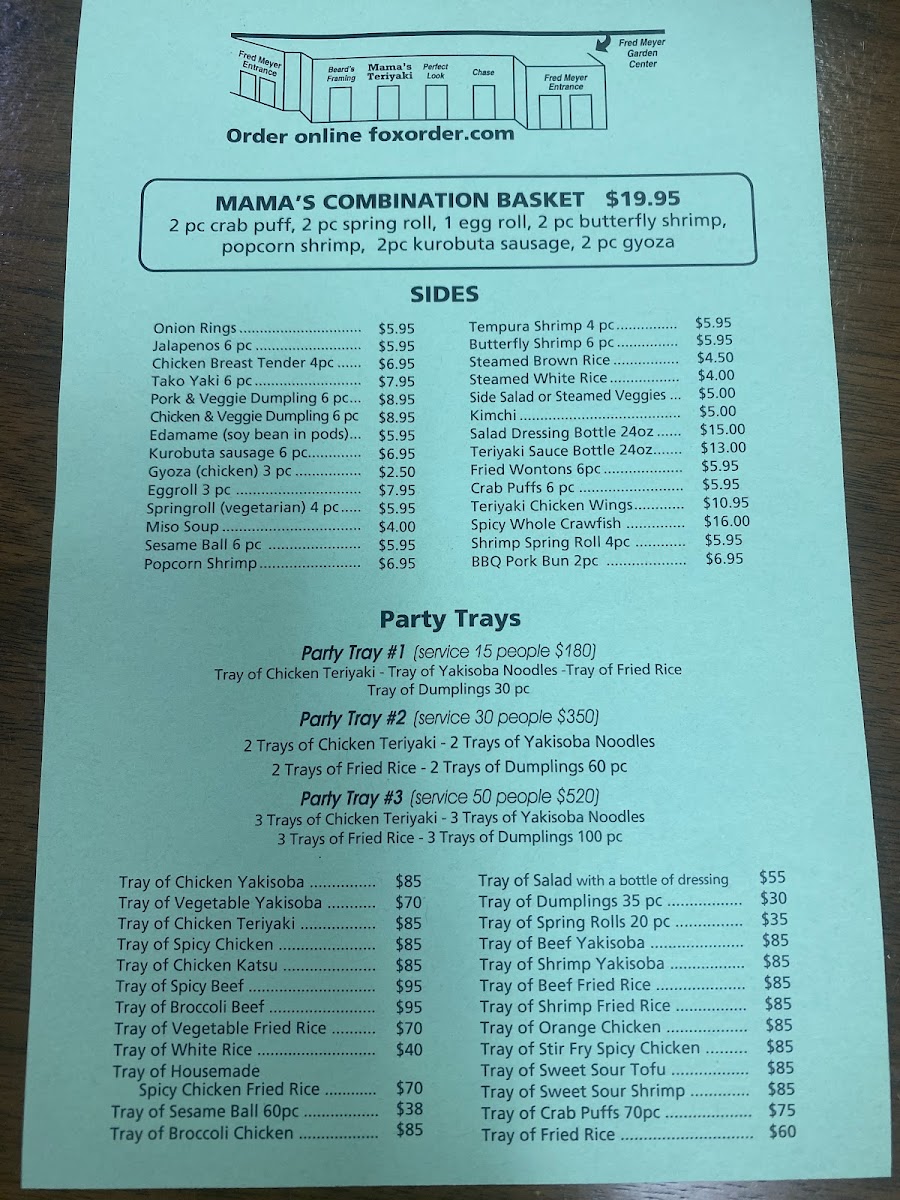 Fred Meyer
Entrance
Beard's
Framing
Mama's
Teriyaki
Perfect
Look
Chase
Fred Meyer
Entrance
Fred Meyer
Garden
Center
Order online foxorder.com
MAMA'S COMBINATION BASKET $19.95
2 pc crab puff, 2 pc spring roll, 1 egg roll, 2 pc butterfly shrimp,
popcorn shrimp, 2pc kurobuta sausage, 2 pc gyoza
SIDES
Onion Rings ............................. $5.95
Jalapenos 6 pc ......................... $5.95
Chicken Breast Tender 4pc ...... $6.95
Tako Yaki 6 pc ......................... $7.95
Pork & Veggie Dumpling 6 pc... $8.95
Chicken & Veggie Dumpling 6 pc $8.95
Edamame (soy bean in pods)... $5.95
Kurobuta sausage 6 pc............. $6.95
Gyoza (chicken) 3 pc ................ $2.50
Eggroll 3 pc .............................. $7.95
Springroll (vegetarian) 4 pc..... $5.95
Miso Soup ................................. $4.00
Sesame Ball 6 pc ...................... $5.95
Popcorn Shrimp........................ $6.95
Tempura Shrimp 4 pc............... $5.95
Butterfly Shrimp 6 pc ............... $5.95
Steamed Brown Rice ................ $4.50
Steamed White Rice................. $4.00
Side Salad or Steamed Veggies ... $5.00
Kimchi ...................................... $5.00
Salad Dressing Bottle 24oz ...... $15.00
Teriyaki Sauce Bottle 24oz....... $13.00
Fried Wontons 6pc ................... $5.95
Crab Puffs 6 pc ......................... $5.95
Teriyaki Chicken Wings............ $10.95
Spicy Whole Crawfish .............. $16.00
Shrimp Spring Roll 4pc ............ $5.95
BBQ Pork Bun 2pc ................... $6.95
Party Trays
Party Tray #1 (service 15 people $180)
Tray of Chicken Teriyaki - Tray of Yakisoba Noodles -Tray of Fried Rice
Tray of Dumplings 30 pc
Party Tray #2 (service 30 people $350)
2 Trays of Chicken Teriyaki - 2 Trays of Yakisoba Noodles
2 Trays of Fried Rice - 2 Trays of Dumplings 60 pc
Party Tray #3 (service 50 people $520)
3 Trays of Chicken Teriyaki - 3 Trays of Yakisoba Noodles
3 Trays of Fried Rice - 3 Trays of Dumplings 100 pc
Tray of Chicken Yakisoba ............... $85
Tray of Vegetable Yakisoba ........... $70
Tray of Chicken Teriyaki ................. $85
Tray of Spicy Chicken ...................... $85
Tray of Chicken Katsu ..................... $85
Tray of Spicy Beef ............................. $95
Tray of Broccoli Beef ........................ $95
Tray of Vegetable Fried Rice .......... $70
Tray of White Rice ........................... $40
Tray of Housemade
Spicy Chicken Fried Rice ............ $70
Tray of Sesame Ball 60pc ................. $38
Tray of Broccoli Chicken .................. $85
Tray of Salad with a bottle of dressing $55
Tray of Dumplings 35 pc ................. $30
Tray of Spring Rolls 20 pc ............... $35
Tray of Beef Yakisoba ..................... $85
Tray of Shrimp Yakisoba ................. $85
Tray of Beef Fried Rice .................... $85
Tray of Shrimp Fried Rice ................ $85
Tray of Orange Chicken .................. $85
Tray of Stir Fry Spicy Chicken ......... $85
Tray of Sweet Sour Tofu .................. $85
Tray of Sweet Sour Shrimp ............. $85
Tray of Crab Puffs 70pc ................... $75
Tray of Fried Rice .............................. $60